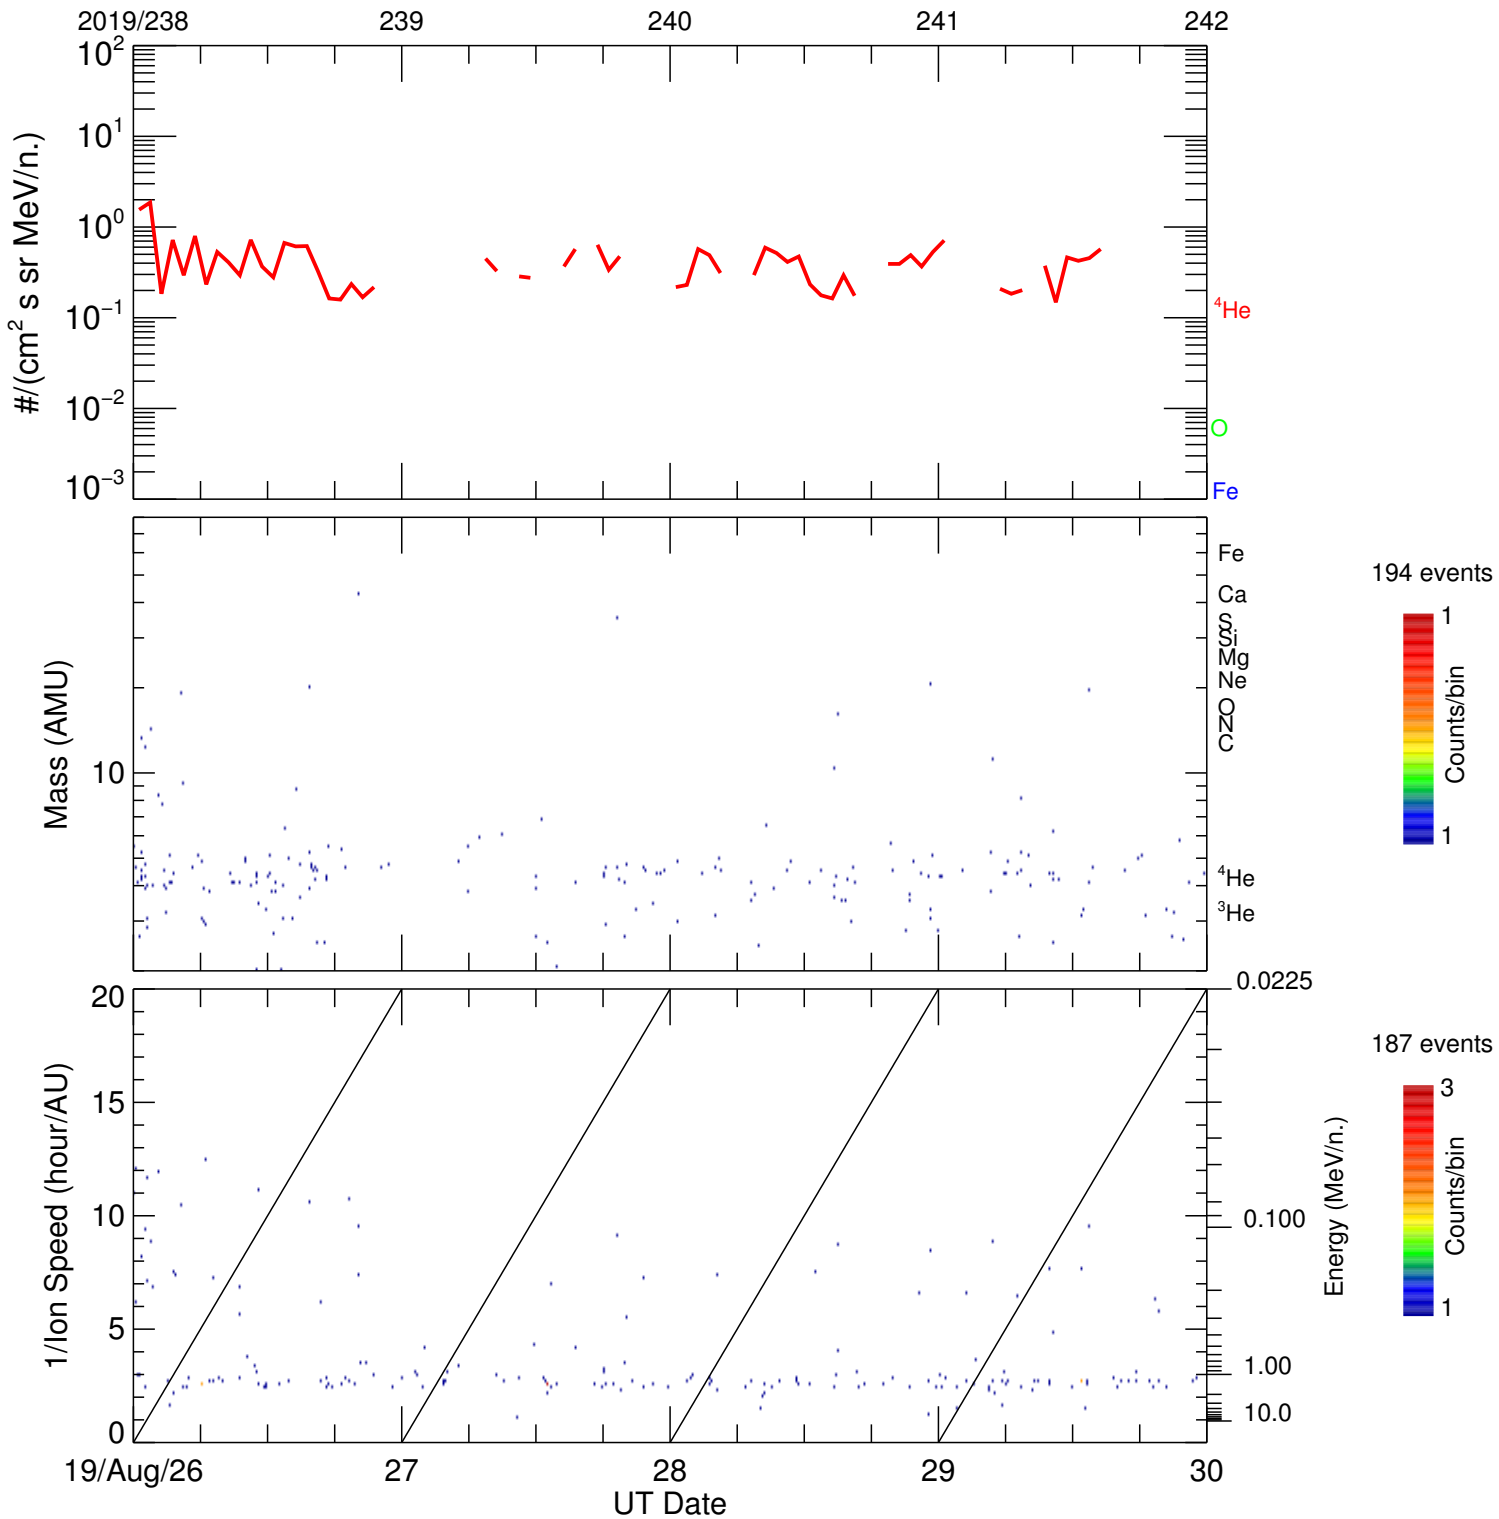 2019/238 239 240 241 242
10² 10¹ 10⁰ 10⁻¹ 10⁻² 10⁻³
#/(cm² s sr MeV/n.)
⁴He
O
Fe
Mass (AMU)
10
Fe
Ca
S
Si
Mg
Ne
O
N
C
⁴He
³He
194 events
1
Counts/bin
1
1/Ion Speed (hour/AU)
20
15
10
5
0
0.0225
0.100
1.00
10.0
Energy (MeV/n.)
187 events
3
Counts/bin
1
19/Aug/26 27 28 29 30
UT Date